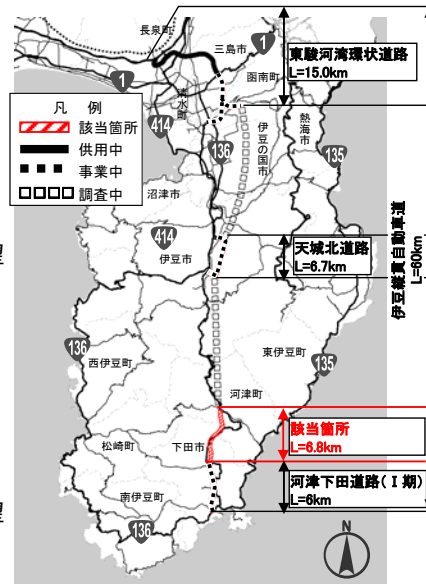 長泉町
三島市
1
函南町
東駿河湾環状道路
L=15.0km
1
清水町
凡 例
該当箇所
供用中
事業中
調査中
414
136
伊豆の国市
熱海市
135
沼津市
414
伊豆市
天城北道路
L=6.7km
伊豆縦貫自動車道
L=60km
136
西伊豆町
東伊豆町
135
河津町
該当箇所
L=6.8km
松崎町
下田市
河津下田道路(Ⅰ期)
L=6km
南伊豆町
136
N